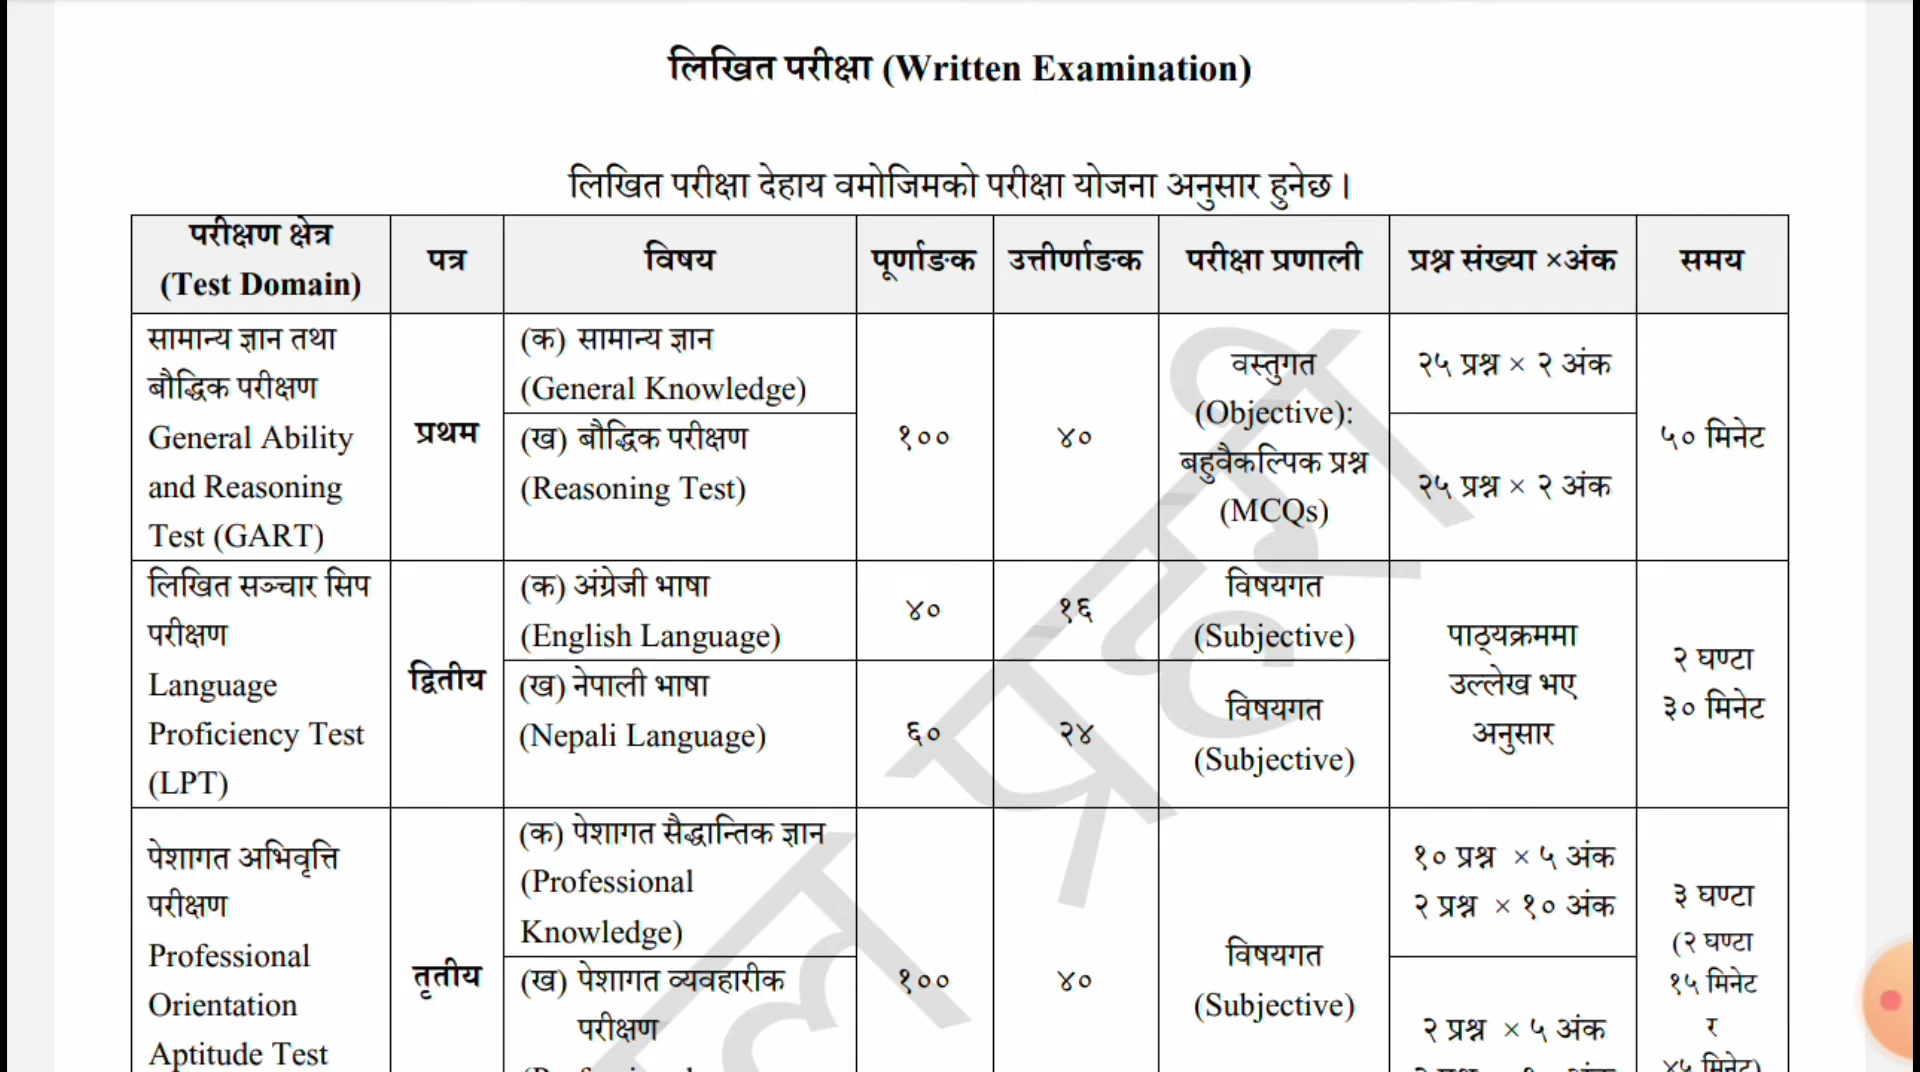 लिखित परीक्षा (Written Examination)
लिखित परीक्षा देहाय वमोजिमको परीक्षा योजना अनुसार हुनेछ ।
परीक्षण क्षेत्र
(Test Domain)
पत्र
विषय
पूर्णाङक
उत्तीर्णाङक
परीक्षा प्रणाली
प्रश्न संख्या ×अंक
समय
सामान्य ज्ञान तथा
बौद्धिक परीक्षण
General Ability
and Reasoning
Test (GART)
प्रथम
(क) सामान्य ज्ञान
(General Knowledge)
(ख) बौद्धिक परीक्षण
(Reasoning Test)
१००
४०
वस्तुगत
(Objective):
बहुवैकल्पिक प्रश्न
(MCQs)
२५ प्रश्न × २ अंक
२५ प्रश्न × २ अंक
५० मिनेट
लिखित सञ्चार सिप
परीक्षण
Language
Proficiency Test
(LPT)
द्वितीय
(क) अंग्रेजी भाषा
(English Language)
४०
१६
विषयगत
(Subjective)
(ख) नेपाली भाषा
(Nepali Language)
६०
२४
विषयगत
(Subjective)
पाठ्यक्रममा
उल्लेख भए
अनुसार
२ घण्टा
३० मिनेट
पेशागत अभिवृत्ति
परीक्षण
Professional
Orientation
Aptitude Test
तृतीय
(क) पेशागत सैद्धान्तिक ज्ञान
(Professional
Knowledge)
(ख) पेशागत व्यवहारीक
परीक्षण
१००
४०
विषयगत
(Subjective)
१० प्रश्न × ५ अंक
२ प्रश्न × १० अंक
२ प्रश्न × ५ अंक
३ घण्टा
(२ घण्टा
१५ मिनेट
र
४५ मिनेट)